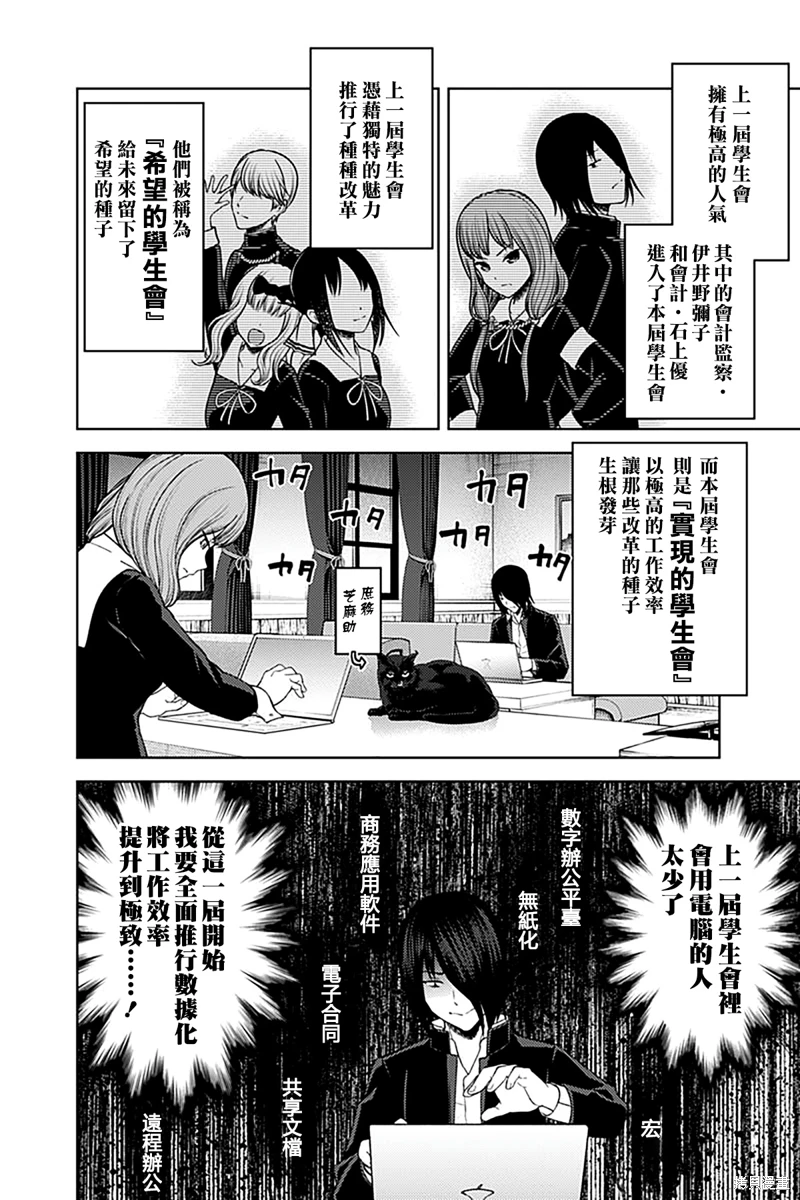 上一屆學生會
擁有極高的人氣
其中的會計監察・
伊井野彌子
和會計・石上優
進入了本屆學生會
上一屆學生會
憑藉獨特的魅力
推行了種種改革
他們被稱為
『希望的學生會』
給未來留下了
希望的種子
而本屆學生會
則是『實現的學生會』
以極高的工作效率
讓那些改革的種子
生根發芽
カタ
カタ
カタ
カタ
庶務
芝麻助
上一屆學生會裡
會用電腦的人
太少了
數字辦公平臺
無紙化
商務應用軟件
電子合同
共享文檔
遠程辦公
宏
從這一屆開始
我要全面推行數據化
將工作效率
提升到極致……！
拷貝漫畫